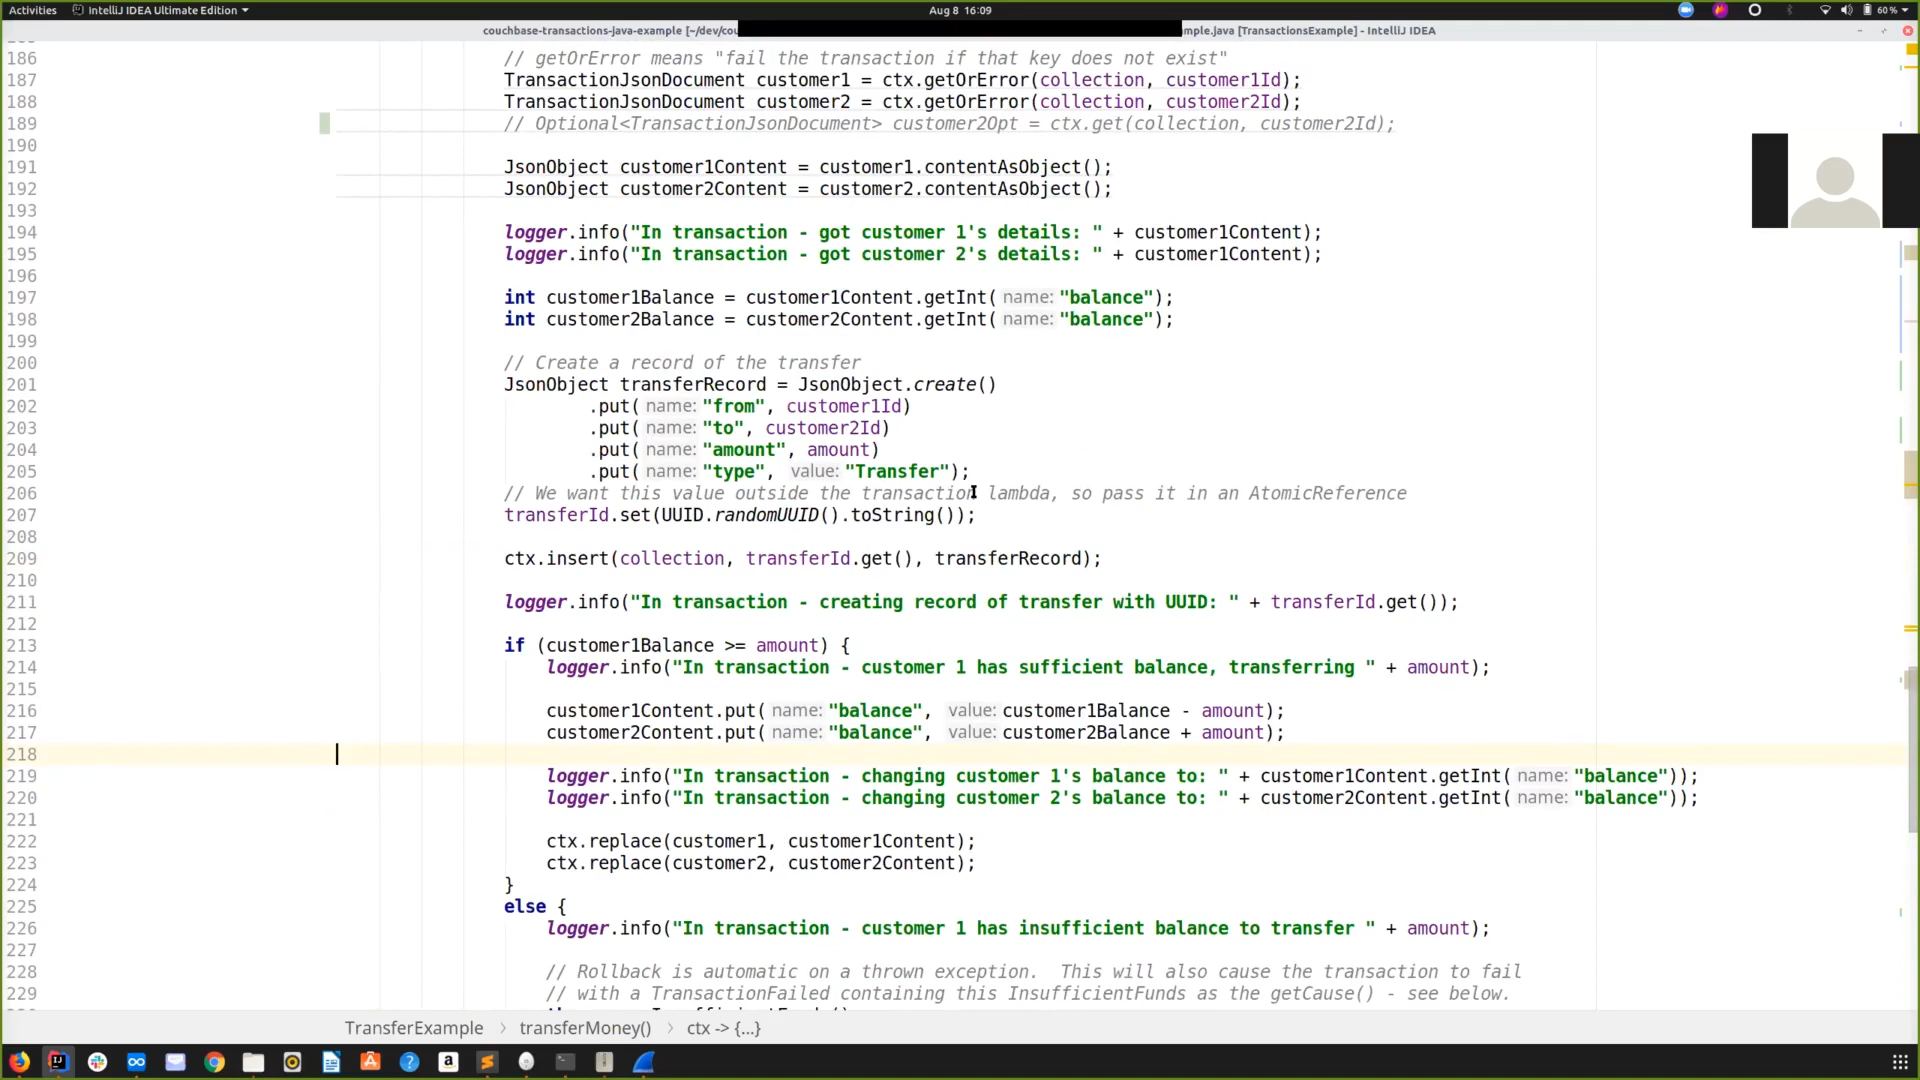 Activities IntelliJ IDEA Ultimate Edition Aug 8 16:09 60 %
couchbase-transactions-java-example [~/dev/cou mple.java [TransactionsExample] - IntelliJ IDEA
186 // getOrError means "fail the transaction if that key does not exist"
187 TransactionJsonDocument customer1 = ctx.getOrError(collection, customer1Id);
188 TransactionJsonDocument customer2 = ctx.getOrError(collection, customer2Id);
189 // Optional<TransactionJsonDocument> customer2Opt = ctx.get(collection, customer2Id);
190
191 JsonObject customer1Content = customer1.contentAsObject();
192 JsonObject customer2Content = customer2.contentAsObject();
193
194 logger.info("In transaction - got customer 1's details: " + customer1Content);
195 logger.info("In transaction - got customer 2's details: " + customer1Content);
196
197 int customer1Balance = customer1Content.getInt( name: "balance");
198 int customer2Balance = customer2Content.getInt( name: "balance");
199
200 // Create a record of the transfer
201 JsonObject transferRecord = JsonObject.create()
202 .put( name: "from", customer1Id)
203 .put( name: "to", customer2Id)
204 .put( name: "amount", amount)
205 .put( name: "type", value: "Transfer");
206 // We want this value outside the transaction lambda, so pass it in an AtomicReference
207 transferId.set(UUID.randomUUID().toString());
208
209 ctx.insert(collection, transferId.get(), transferRecord);
210
211 logger.info("In transaction - creating record of transfer with UUID: " + transferId.get());
212
213 if (customer1Balance >= amount) {
214 logger.info("In transaction - customer 1 has sufficient balance, transferring " + amount);
215
216 customer1Content.put( name: "balance", value: customer1Balance - amount);
217 customer2Content.put( name: "balance", value: customer2Balance + amount);
218
219 logger.info("In transaction - changing customer 1's balance to: " + customer1Content.getInt( name: "balance"));
220 logger.info("In transaction - changing customer 2's balance to: " + customer2Content.getInt( name: "balance"));
221
222 ctx.replace(customer1, customer1Content);
223 ctx.replace(customer2, customer2Content);
224 }
225 else {
226 logger.info("In transaction - customer 1 has insufficient balance to transfer " + amount);
227
228 // Rollback is automatic on a thrown exception.  This will also cause the transaction to fail
229 // with a TransactionFailed containing this InsufficientFunds as the getCause() - see below.
TransferExample > transferMoney() > ctx -> {...}